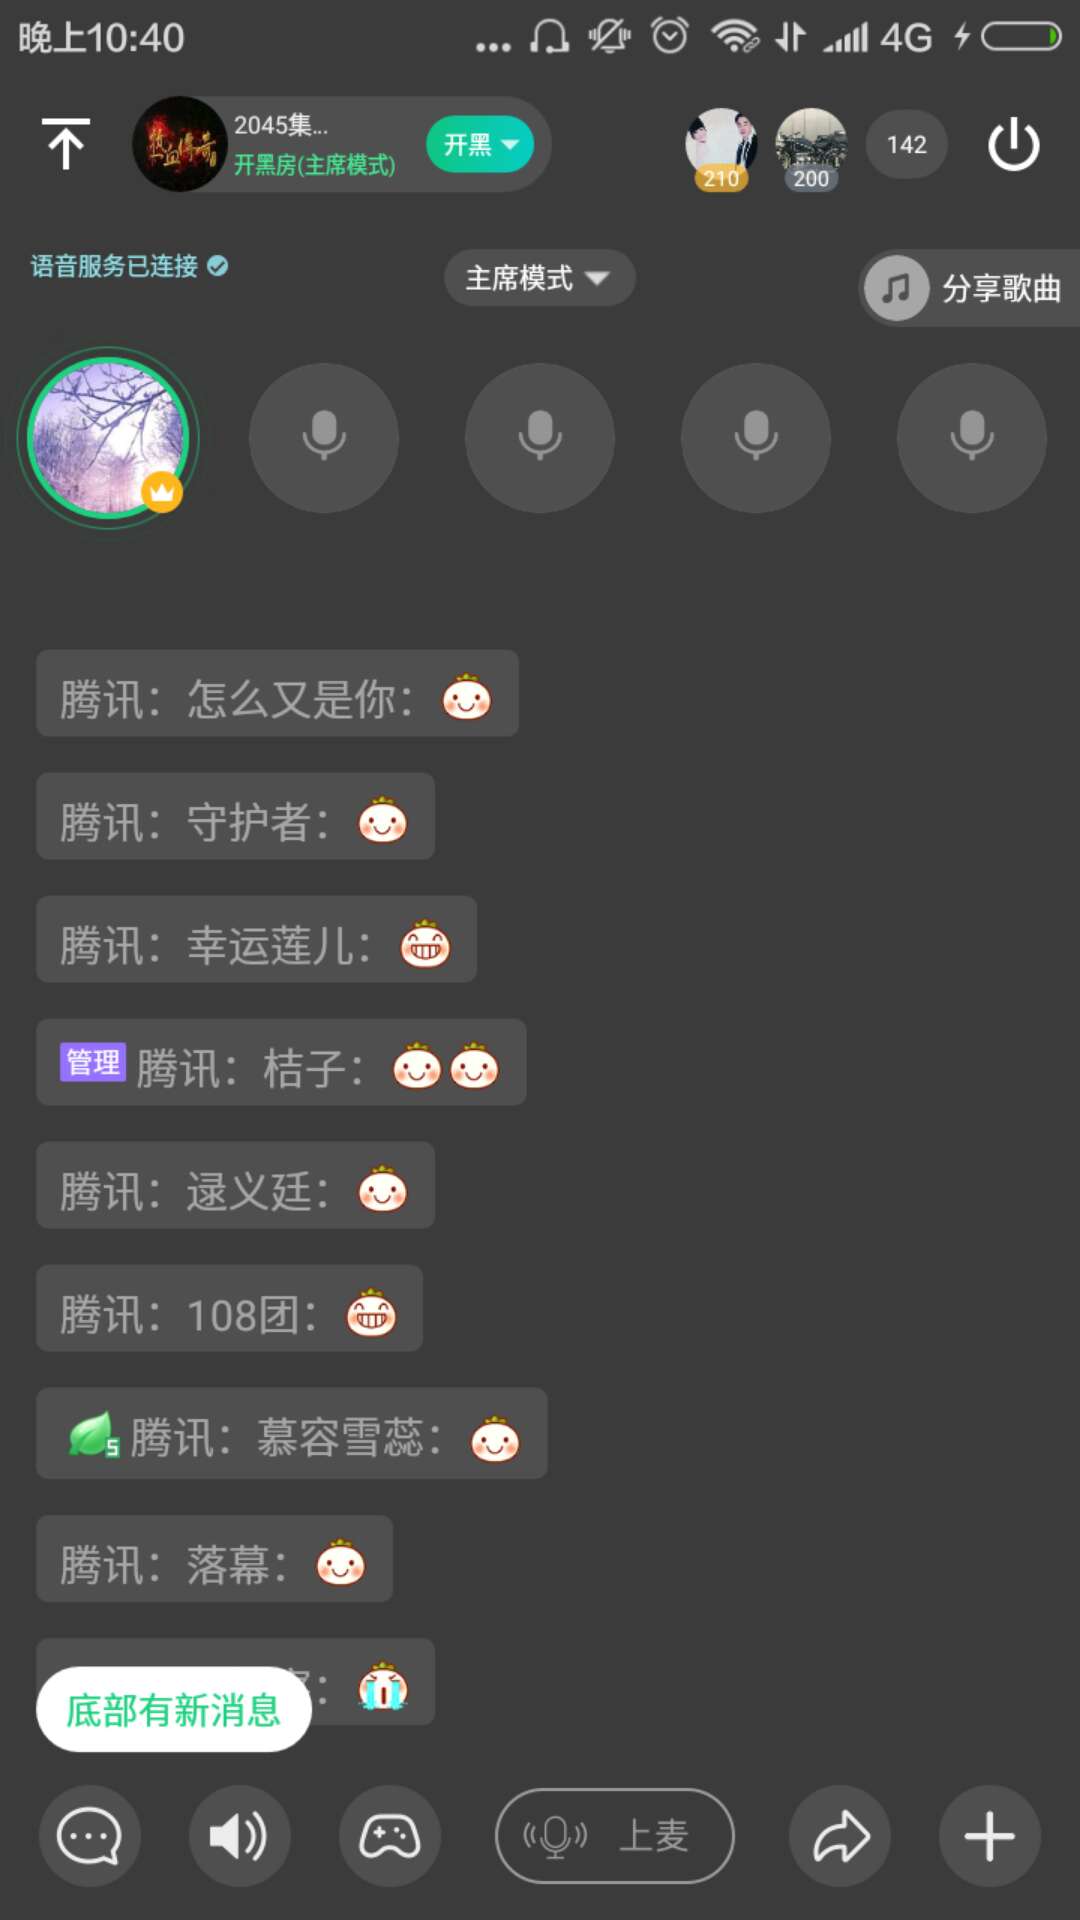 晚上10:40
4G
2045集...
开黑房(主席模式)
开黑
热血传奇
210
200
142
语音服务已连接
主席模式
分享歌曲
腾讯：怎么又是你：
腾讯：守护者：
腾讯：幸运莲儿：
管理 腾讯：桔子：
腾讯：逯义廷：
腾讯：108团：
5 腾讯：慕容雪蕊：
腾讯：落幕：
底部有新消息
上麦